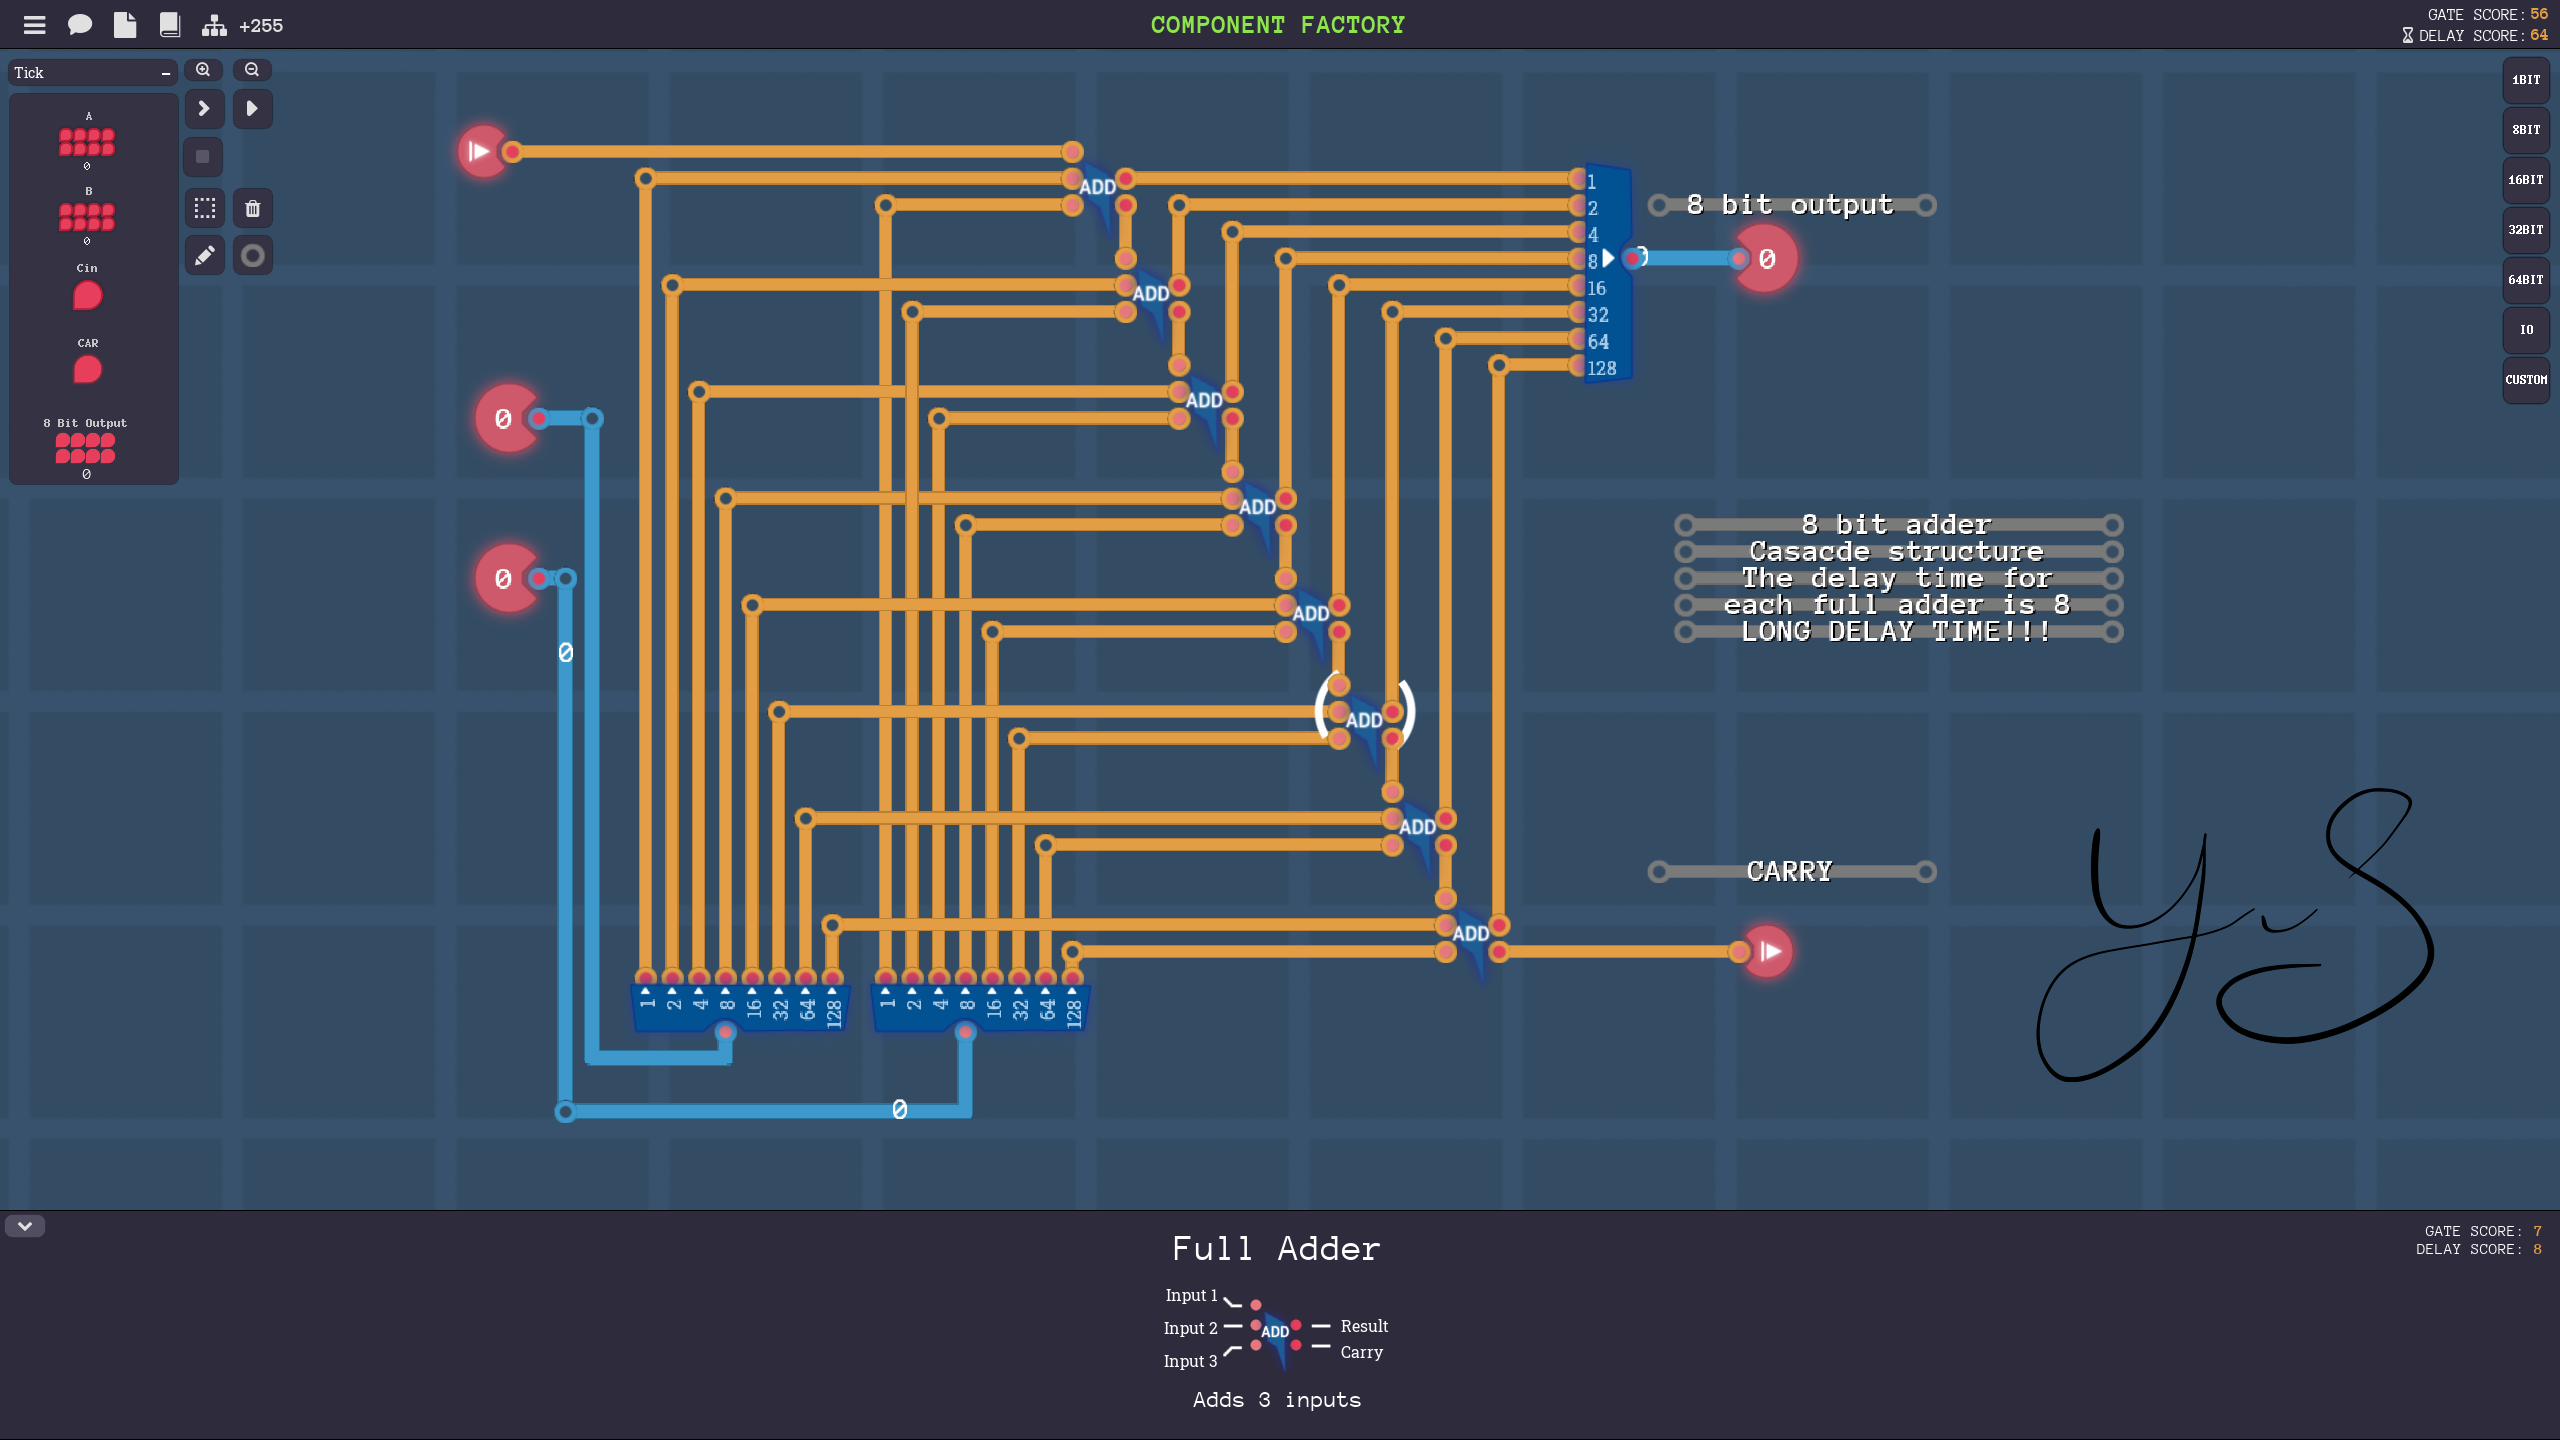 +255
COMPONENT FACTORY
GATE SCORE: 56
DELAY SCORE: 64
Tick
A
0
B
0
Cin
CAR
8 Bit Output
0
1BIT
8BIT
16BIT
32BIT
64BIT
IO
CUSTOM
ADD
ADD
ADD
ADD
ADD
ADD
ADD
ADD
1
2
4
8
16
32
64
128
8 bit output
0
0
0
0
0
8 bit adder
Casacde structure
The delay time for
each full adder is 8
LONG DELAY TIME!!!
CARRY
1 2 4 8 16 32 64 128
1 2 4 8 16 32 64 128
Full Adder
GATE SCORE: 7
DELAY SCORE: 8
Input 1
Input 2
Input 3
ADD
Result
Carry
Adds 3 inputs